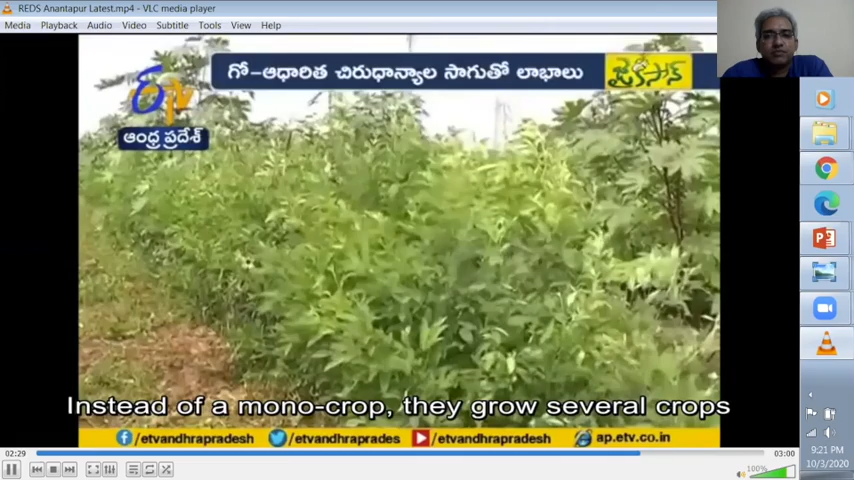 REDS Anantapur Latest.mp4 - VLC media player
Media Playback Audio Video Subtitle Tools View Help
గో-ఆధారిత చిరుధాన్యాల సాగుతో లాభాలు
జైకిసాన్
ఆంధ్ర ప్రదేశ్
Instead of a mono-crop, they grow several crops
/etvandhrapradesh /etvandhraprades /etvandhrapradesh ap.etv.co.in
02:29 03:00
100%
9:21 PM
10/3/2020